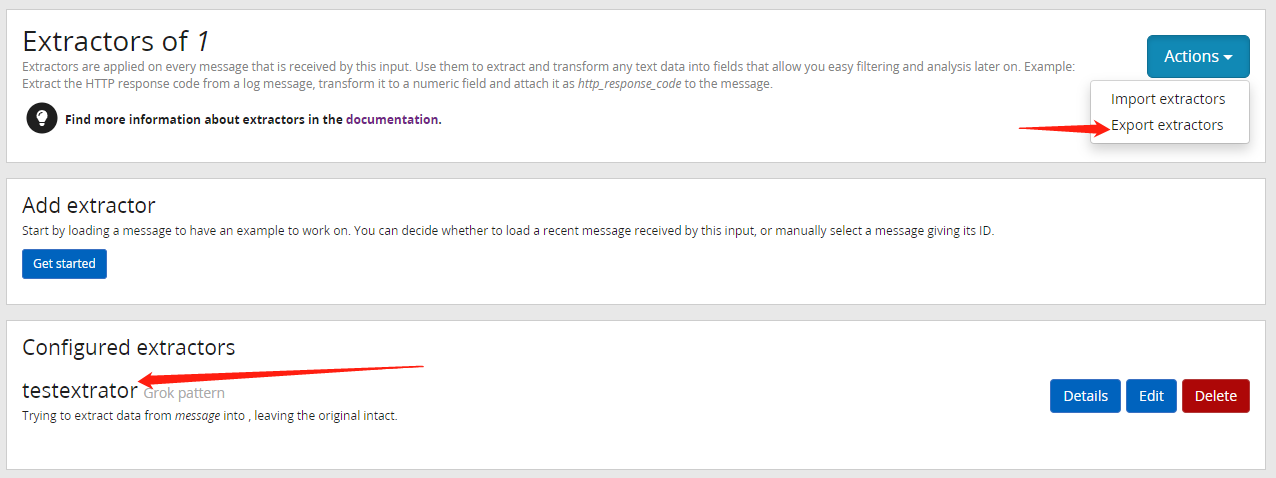 Extractors of 1
Actions
Extractors are applied on every message that is received by this input. Use them to extract and transform any text data into fields that allow you easy filtering and analysis later on. Example:
Extract the HTTP response code from a log message, transform it to a numeric field and attach it as http_response_code to the message.
Import extractors
Export extractors
Find more information about extractors in the documentation.
Add extractor
Start by loading a message to have an example to work on. You can decide whether to load a recent message received by this input, or manually select a message giving its ID.
Get started
Configured extractors
testextrator Grok pattern
Details Edit Delete
Trying to extract data from message into , leaving the original intact.